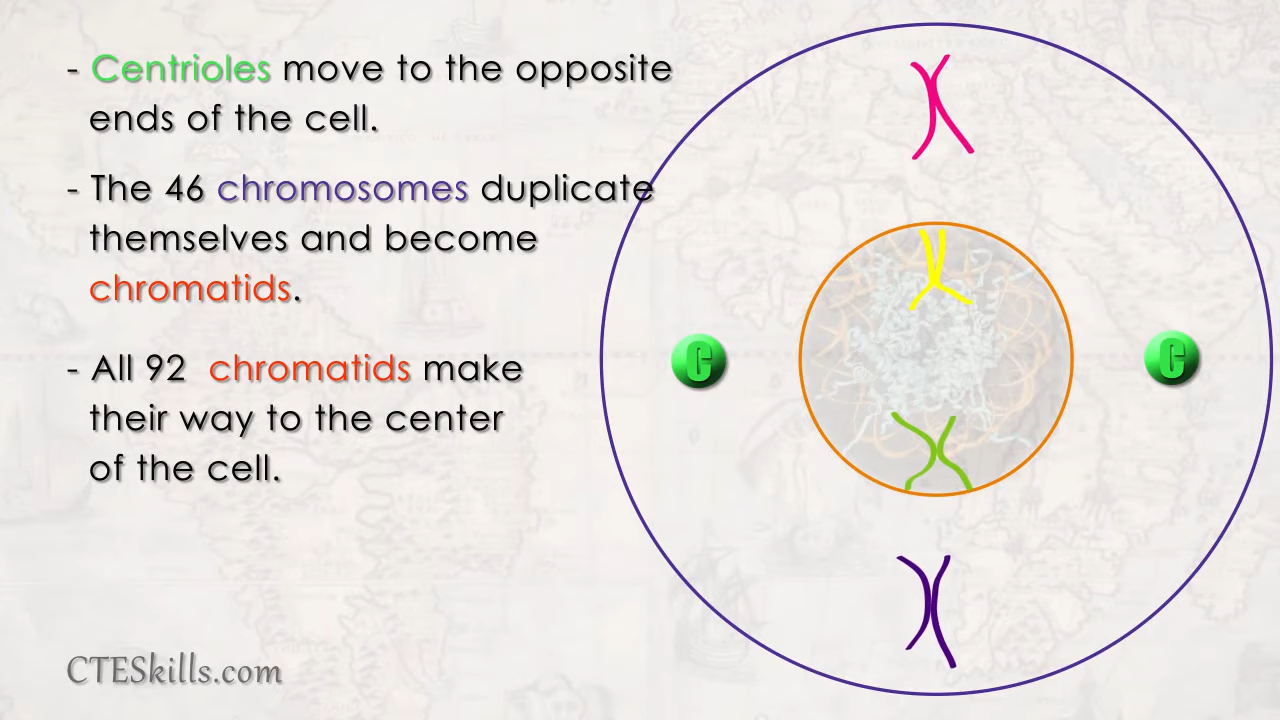 - Centrioles move to the opposite
ends of the cell.
- The 46 chromosomes duplicate
themselves and become
chromatids.
- All 92 chromatids make
their way to the center
of the cell.
C
C
CTESkills.com